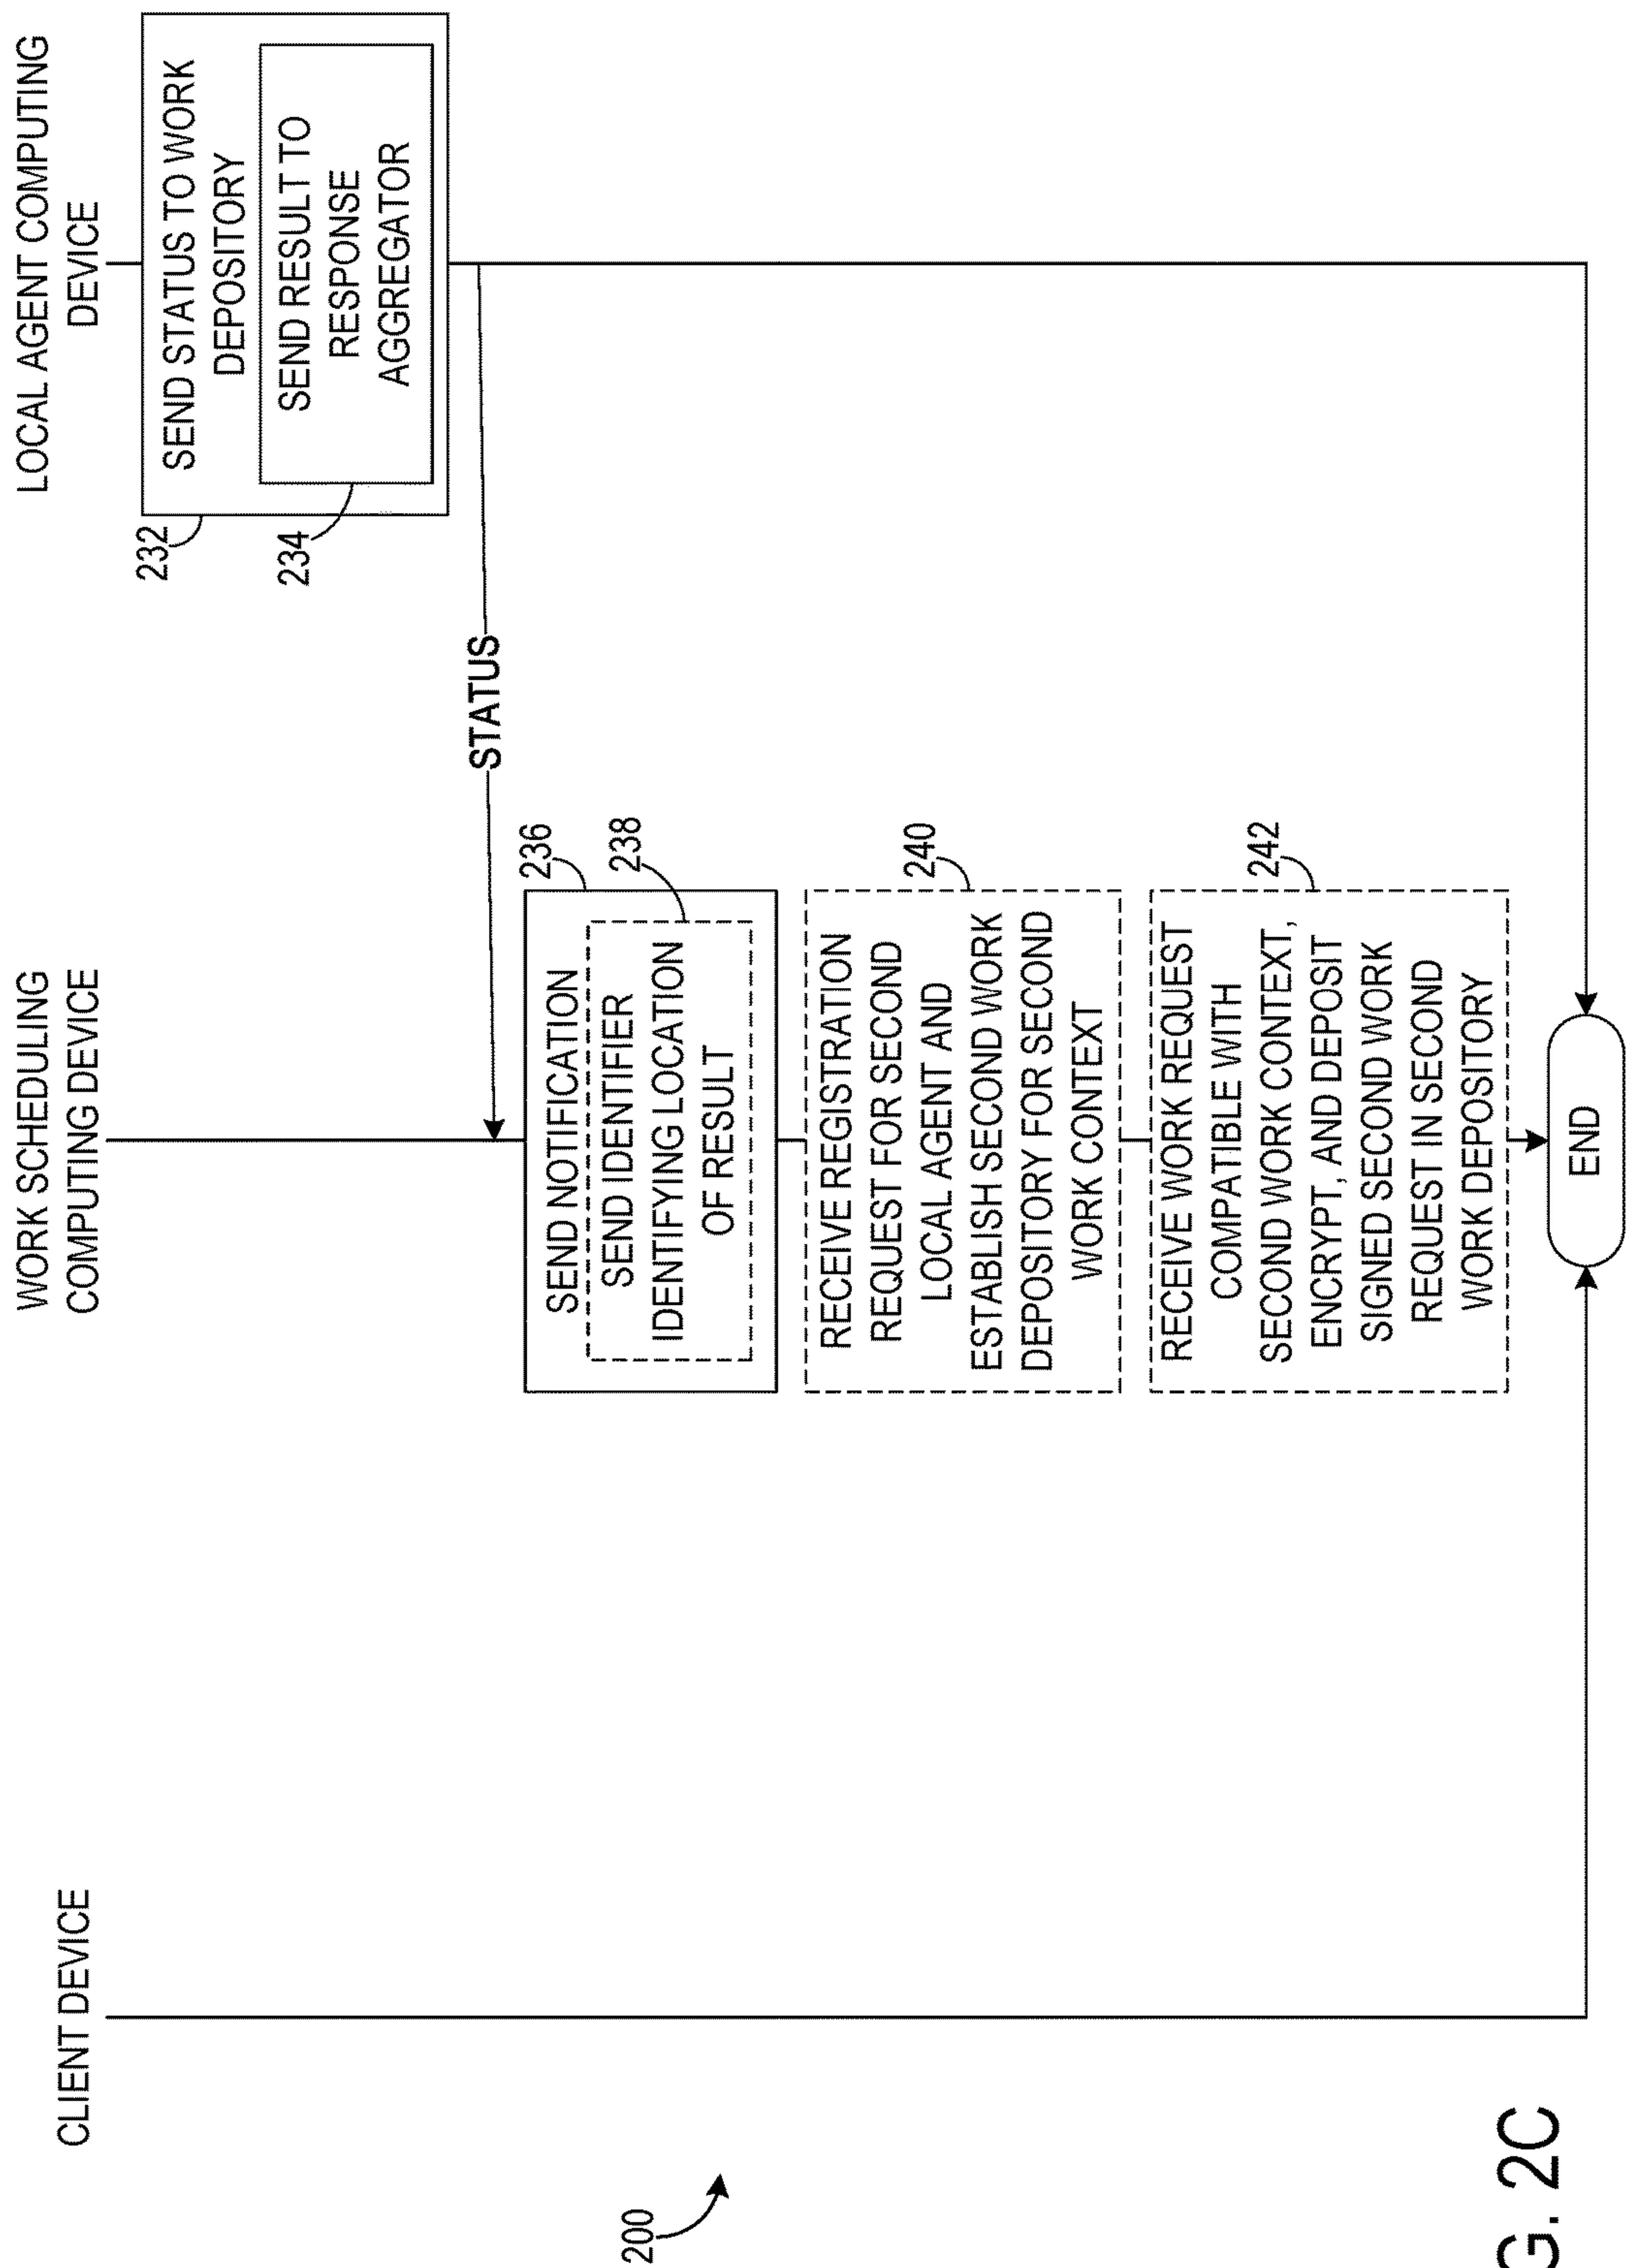 200
CLIENT DEVICE
WORK SCHEDULING
COMPUTING DEVICE
LOCAL AGENT COMPUTING
DEVICE
232
SEND STATUS TO WORK
DEPOSITORY
234
SEND RESULT TO
RESPONSE
AGGREGATOR
STATUS
236
SEND NOTIFICATION
238
SEND IDENTIFIER
IDENTIFYING LOCATION
OF RESULT
240
RECEIVE REGISTRATION
REQUEST FOR SECOND
LOCAL AGENT AND
ESTABLISH SECOND WORK
DEPOSITORY FOR SECOND
WORK CONTEXT
242
RECEIVE WORK REQUEST
COMPATIBLE WITH
SECOND WORK CONTEXT,
ENCRYPT, AND DEPOSIT
SIGNED SECOND WORK
REQUEST IN SECOND
WORK DEPOSITORY
END
G. 2C